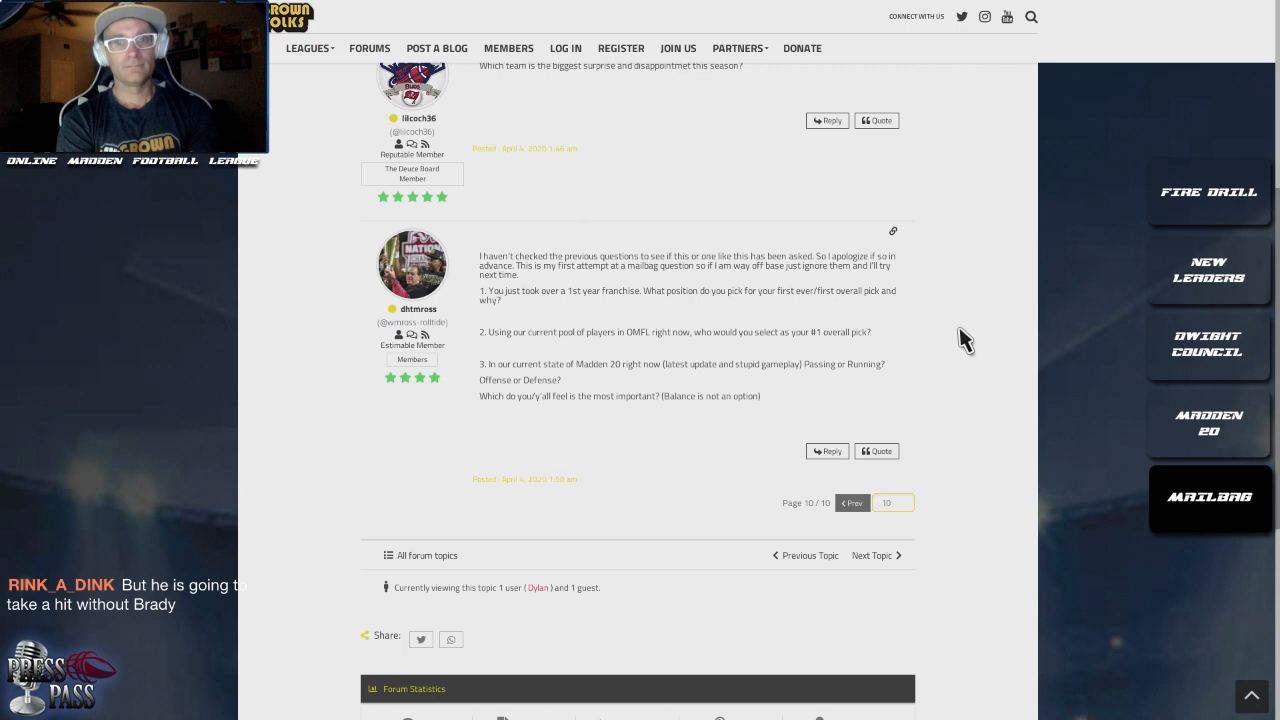 GROWN
FOLKS
CONNECT WITH US
LEAGUES FORUMS POST A BLOG MEMBERS LOG IN REGISTER JOIN US PARTNERS DONATE
Which team is the biggest surprise and disappointmet this season?
BUGS
lilcoch36
(@lilcoch36)
Reputable Member
The Deuce Board
Member
Reply Quote
Posted : April 4, 2020 1:46 am
ONLINE MADDEN FOOTBALL LEAGUE
GROWN
NATIO
dhtmross
(@wmross-rolltide)
Estimable Member
Members
I haven't checked the previous questions to see if this or one like this has been asked. So I apologize if so in
advance. This is my first attempt at a mailbag question so if I am way off base just ignore them and I'll try
next time.
1. You just took over a 1st year franchise. What position do you pick for your first ever/first overall pick and
why?
2. Using our current pool of players in OMFL right now, who would you select as your #1 overall pick?
3. In our current state of Madden 20 right now (latest update and stupid gameplay) Passing or Running?
Offense or Defense?
Which do you/y'all feel is the most important? (Balance is not an option)
Reply Quote
Posted : April 4, 2020 1:50 am
Page 10 / 10 Prev 10
All forum topics Previous Topic Next Topic
Currently viewing this topic 1 user ( Dylan ) and 1 guest.
Share:
Forum Statistics
FIRE DRILL
NEW
LEADERS
DWIGHT
COUNCIL
MADDEN
20
MAILBAG
RINK_A_DINK But he is going to
take a hit without Brady
PRESS
PASS